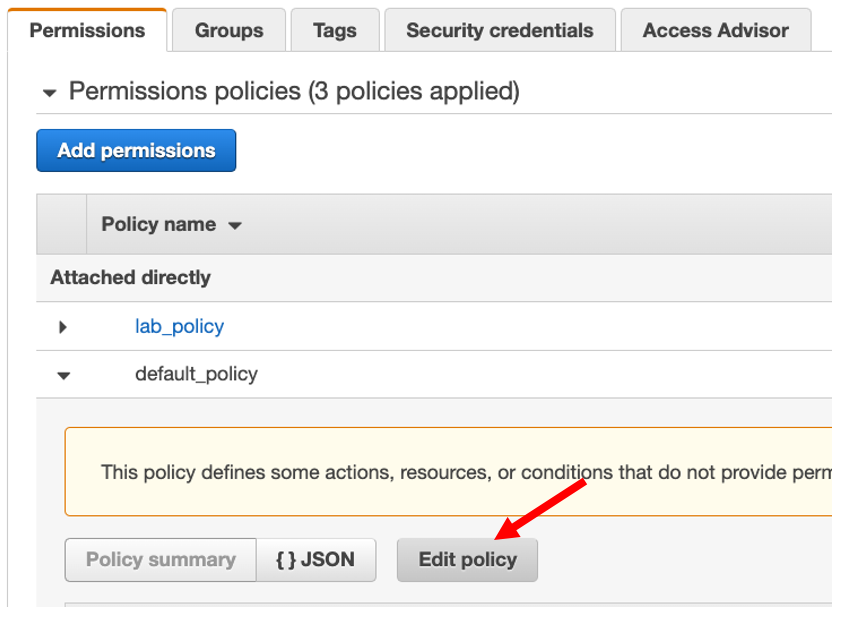 Permissions Groups Tags Security credentials Access Advisor
Permissions policies (3 policies applied)
Add permissions
Policy name
Attached directly
lab_policy
default_policy
This policy defines some actions, resources, or conditions that do not provide perm
Policy summary { } JSON Edit policy